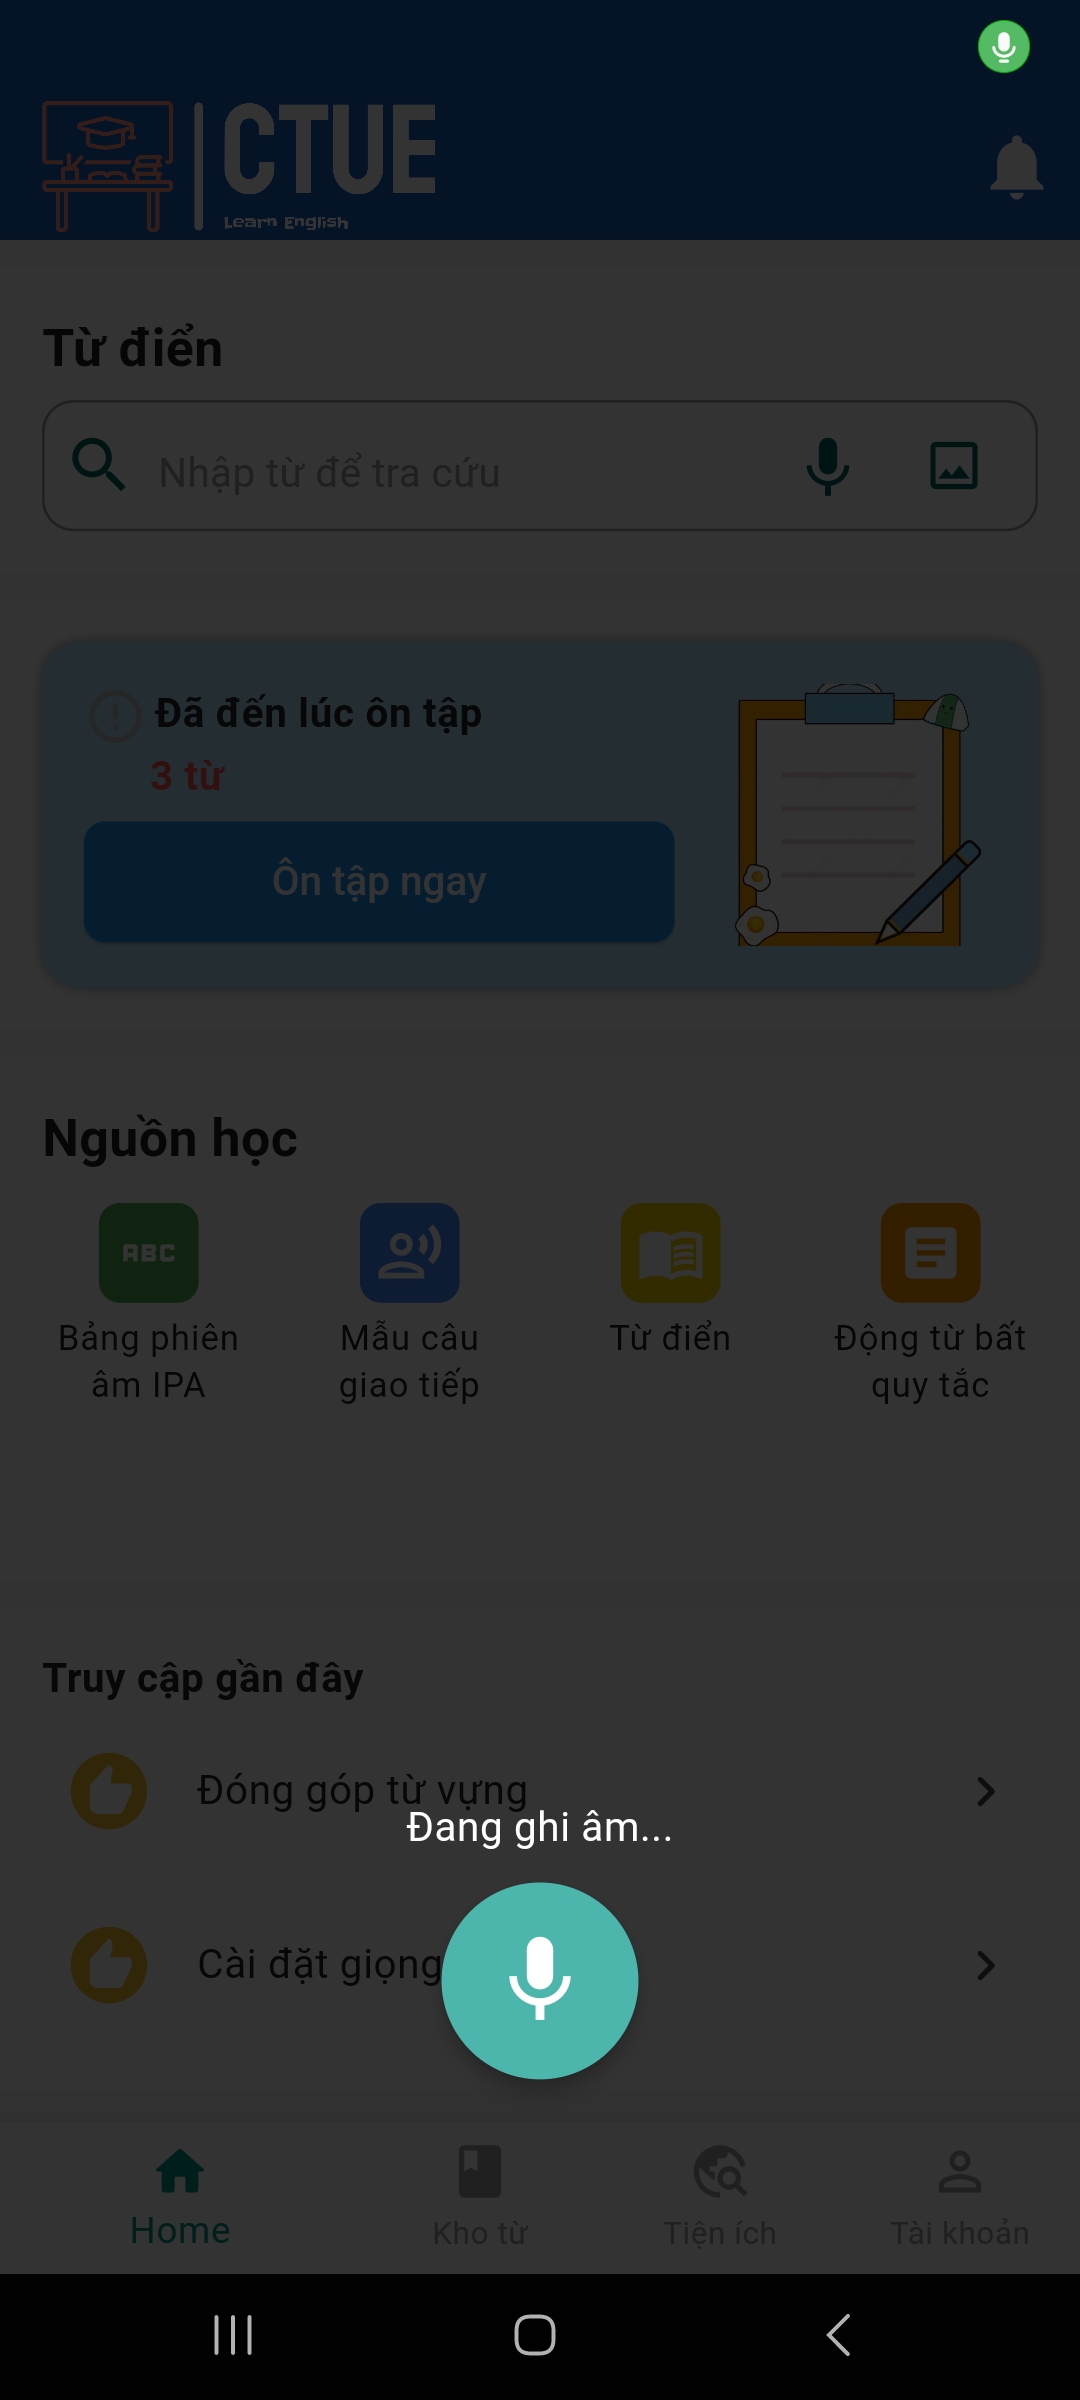 CTUE
Learn English
Từ điển
Nhập từ để tra cứu
Đã đến lúc ôn tập
3 từ
Ôn tập ngay
Nguồn học
ABC
Bảng phiên
âm IPA
Mẫu câu
giao tiếp
Từ điển
Động từ bất
quy tắc
Truy cập gần đây
Đóng góp từ vựng
Đang ghi âm...
Cài đặt giọng
Home
Kho từ
Tiện ích
Tài khoản